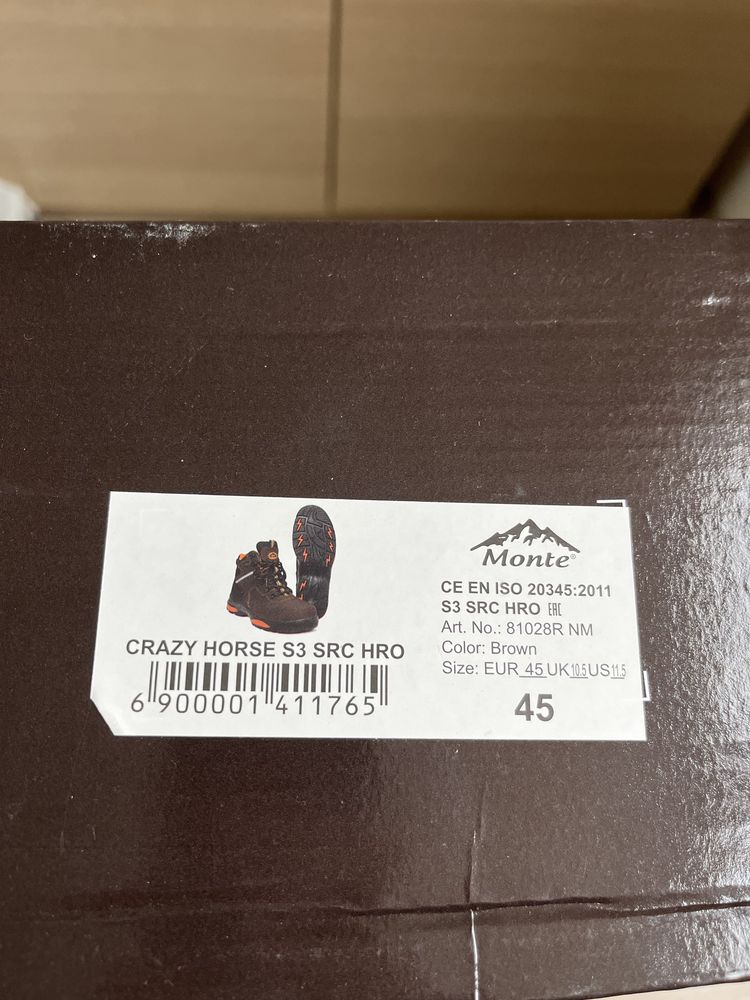 Monte®
CE EN ISO 20345:2011
S3 SRC HRO EAC
Art. No.: 81028R NM
Color: Brown
Size: EUR 45 UK 10.5 US 11.5
45
CRAZY HORSE S3 SRC HRO
6 900001 411765